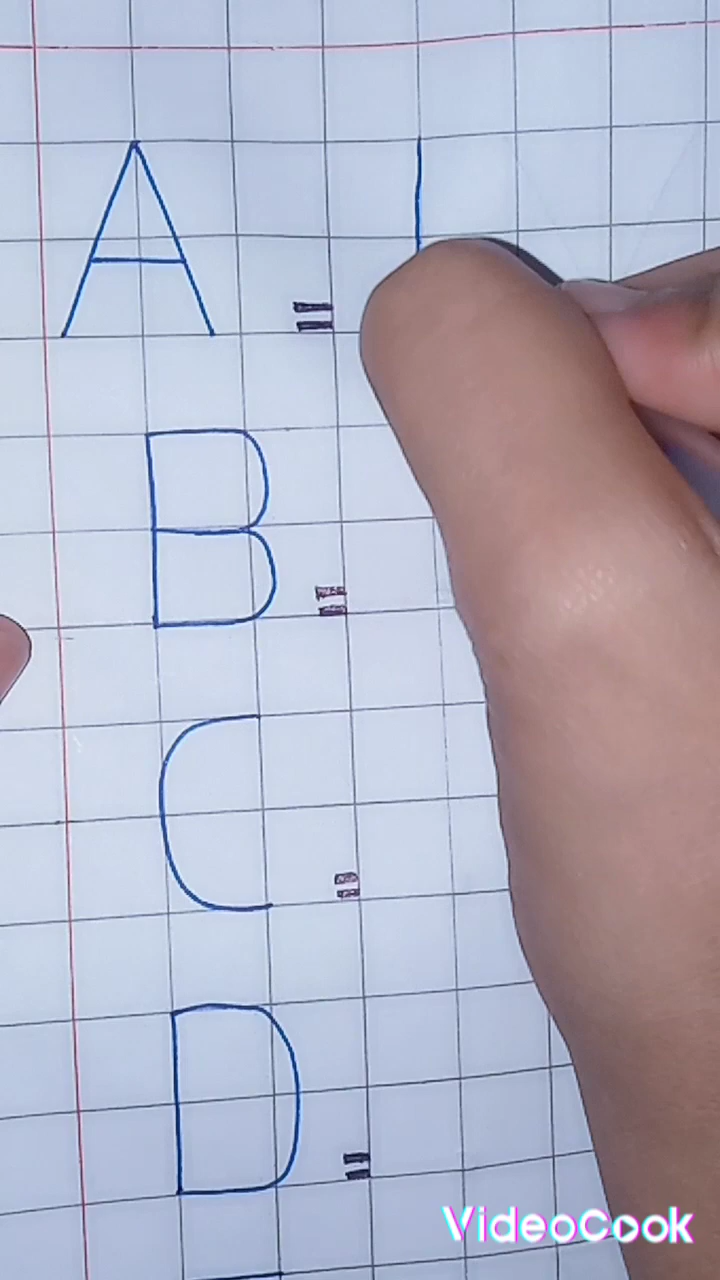 A =
B =
C =
D =
VideoCook